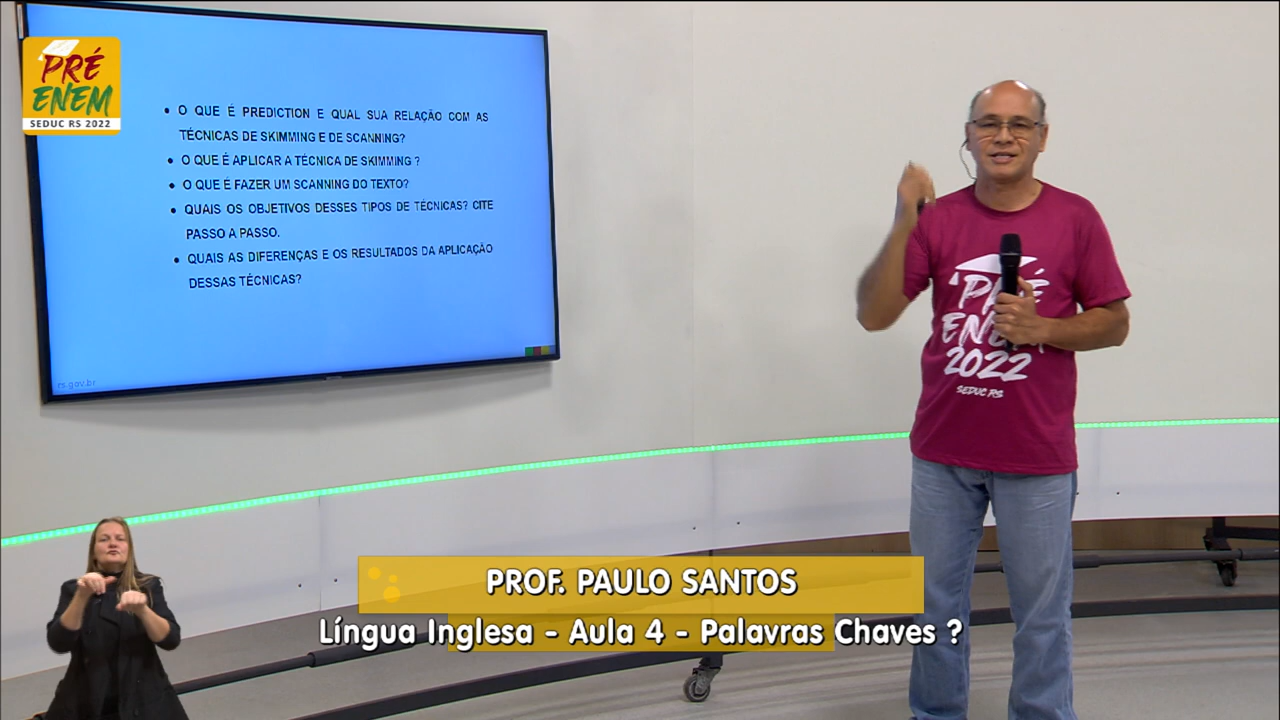 PRÉ
ENEM
SEDUC RS 2022
• O QUE É PREDICTION E QUAL SUA RELAÇÃO COM AS
TÉCNICAS DE SKIMMING E DE SCANNING?
• O QUE É APLICAR A TÉCNICA DE SKIMMING ?
• O QUE É FAZER UM SCANNING DO TEXTO?
• QUAIS OS OBJETIVOS DESSES TIPOS DE TÉCNICAS? CITE
PASSO A PASSO.
• QUAIS AS DIFERENÇAS E OS RESULTADOS DA APLICAÇÃO
DESSAS TÉCNICAS?
rs.gov.br
PRÉ
ENEM
2022
SEDUC RS
PROF. PAULO SANTOS
Língua Inglesa - Aula 4 - Palavras Chaves ?